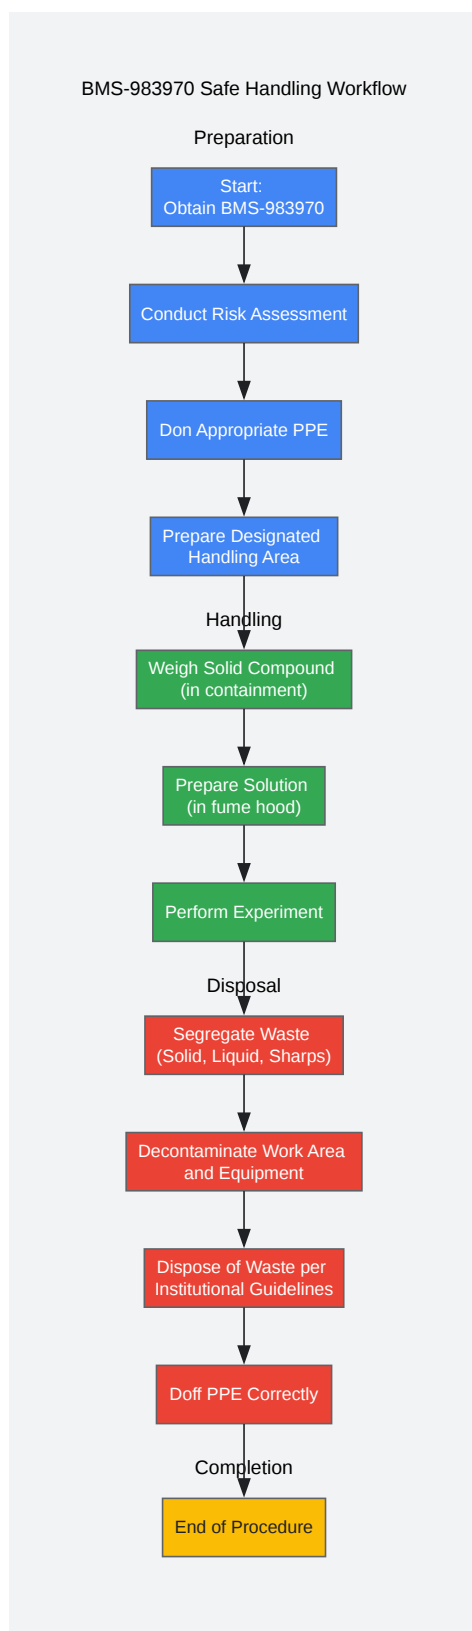 BMS-983970 Safe Handling Workflow
Preparation
Start:
Obtain BMS-983970
Conduct Risk Assessment
Don Appropriate PPE
Prepare Designated
Handling Area
Handling
Weigh Solid Compound
(in containment)
Prepare Solution
(in fume hood)
Perform Experiment
Disposal
Segregate Waste
(Solid, Liquid, Sharps)
Decontaminate Work Area
and Equipment
Dispose of Waste per
Institutional Guidelines
Doff PPE Correctly
Completion
End of Procedure